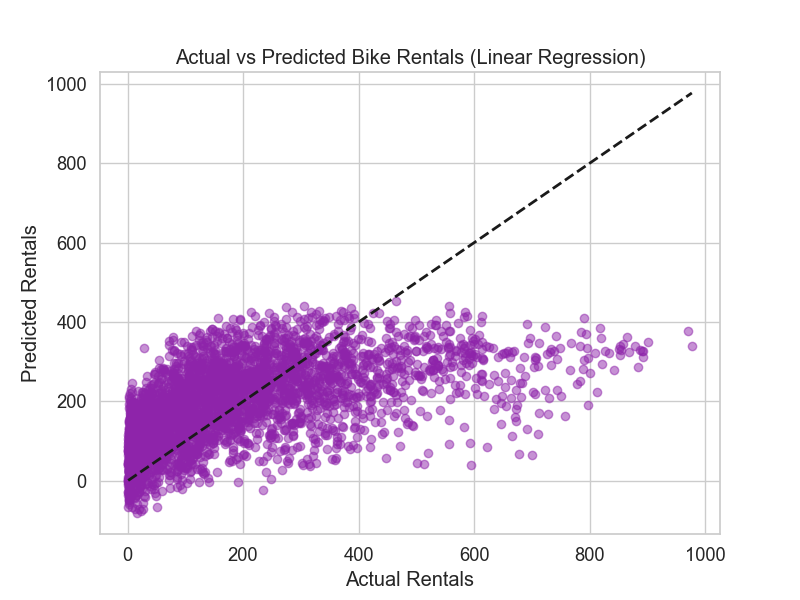 Actual vs Predicted Bike Rentals (Linear Regression)
1000
800
600
400
200
0
Predicted Rentals
0 200 400 600 800 1000
Actual Rentals